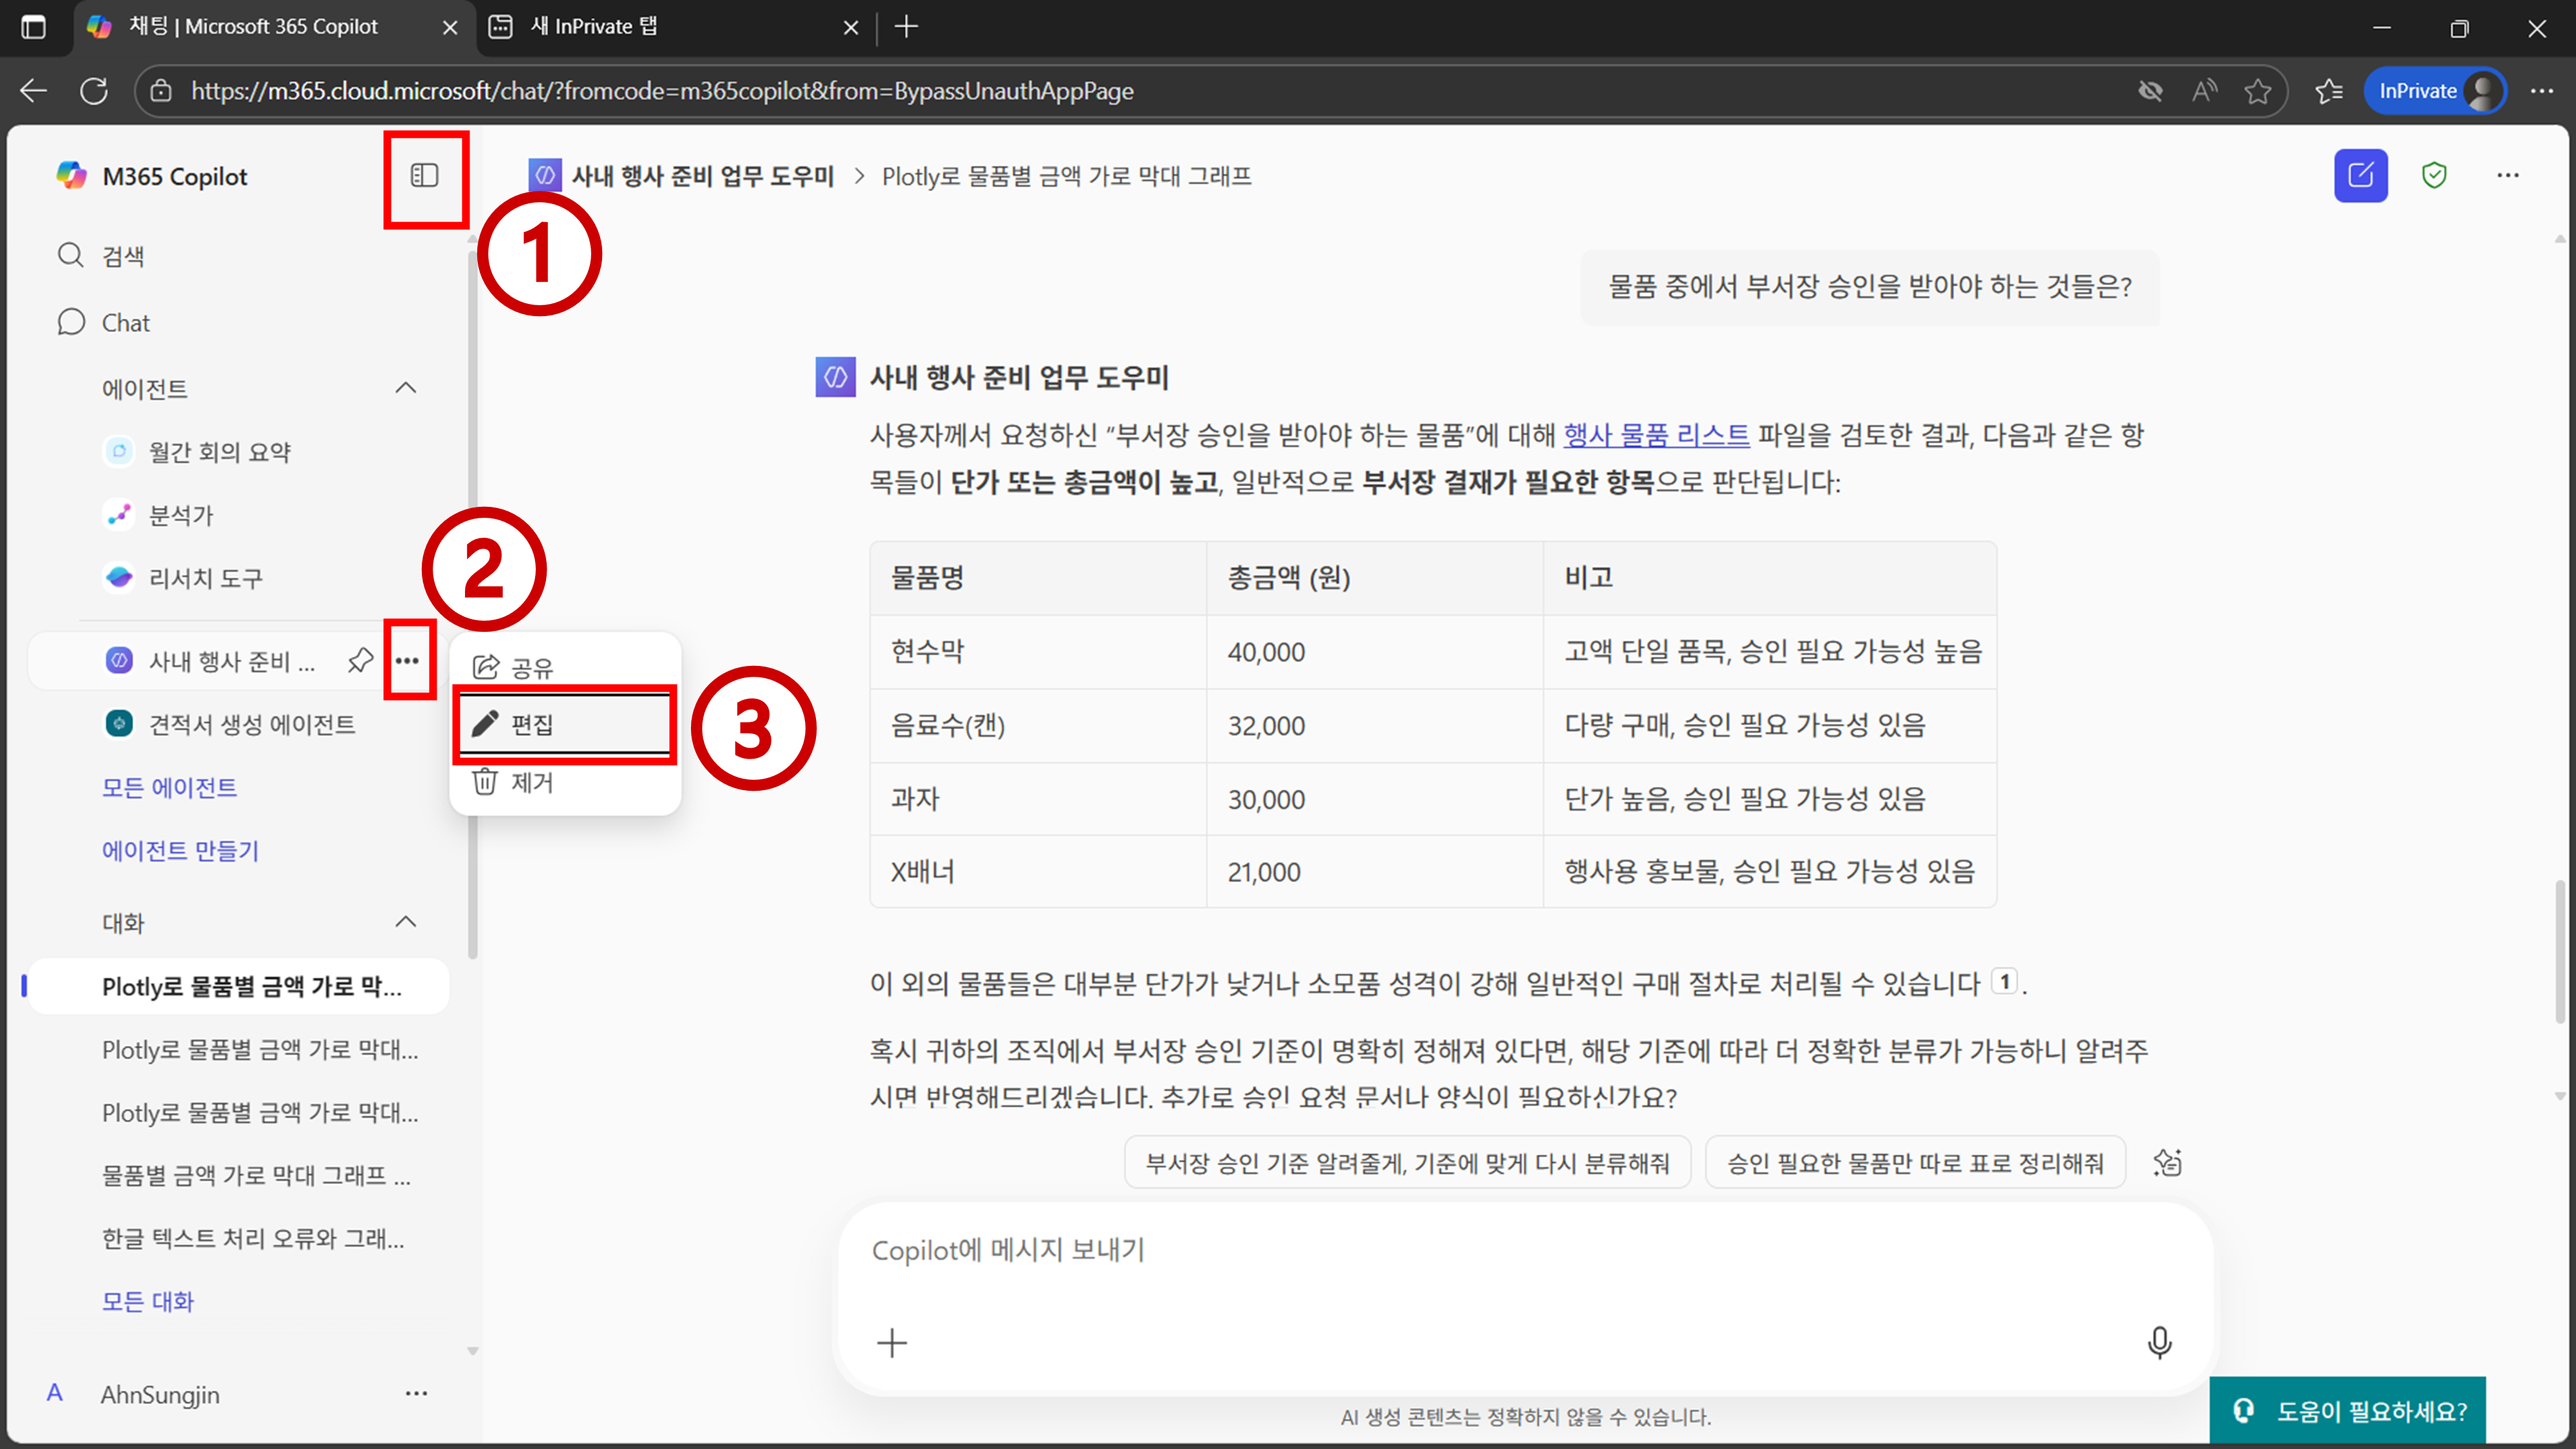 채팅 | Microsoft 365 Copilot
새 InPrivate 탭
https://m365.cloud.microsoft/chat/?fromcode=m365copilot&from=BypassUnauthAppPage
InPrivate
M365 Copilot
1
검색
Chat
에이전트
월간 회의 요약
분석가
리서치 도구
2
사내 행사 준비 ...
견적서 생성 에이전트
모든 에이전트
에이전트 만들기
공유
편집
제거
3
대화
Plotly로 물품별 금액 가로 막...
Plotly로 물품별 금액 가로 막대...
Plotly로 물품별 금액 가로 막대...
물품별 금액 가로 막대 그래프 ...
한글 텍스트 처리 오류와 그래...
모든 대화
A AhnSungjin
사내 행사 준비 업무 도우미 > Plotly로 물품별 금액 가로 막대 그래프
물품 중에서 부서장 승인을 받아야 하는 것들은?
사내 행사 준비 업무 도우미
사용자께서 요청하신 “부서장 승인을 받아야 하는 물품”에 대해 행사 물품 리스트 파일을 검토한 결과, 다음과 같은 항
목들이 단가 또는 총금액이 높고, 일반적으로 부서장 결재가 필요한 항목으로 판단됩니다:
물품명 총금액 (원) 비고
현수막 40,000 고액 단일 품목, 승인 필요 가능성 높음
음료수(캔) 32,000 다량 구매, 승인 필요 가능성 있음
과자 30,000 단가 높음, 승인 필요 가능성 있음
X배너 21,000 행사용 홍보물, 승인 필요 가능성 있음
이 외의 물품들은 대부분 단가가 낮거나 소모품 성격이 강해 일반적인 구매 절차로 처리될 수 있습니다 1 .
혹시 귀하의 조직에서 부서장 승인 기준이 명확히 정해져 있다면, 해당 기준에 따라 더 정확한 분류가 가능하니 알려주
시면 반영해드리겠습니다. 추가로 승인 요청 문서나 양식이 필요하신가요?
부서장 승인 기준 알려줄게, 기준에 맞게 다시 분류해줘
승인 필요한 물품만 따로 표로 정리해줘
Copilot에 메시지 보내기
AI 생성 콘텐츠는 정확하지 않을 수 있습니다.
도움이 필요하세요?